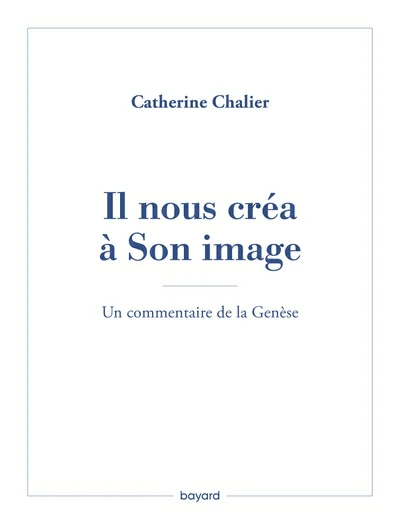 Catherine Chalier
Il nous créa
à Son image
Un commentaire de la Genèse
bayard